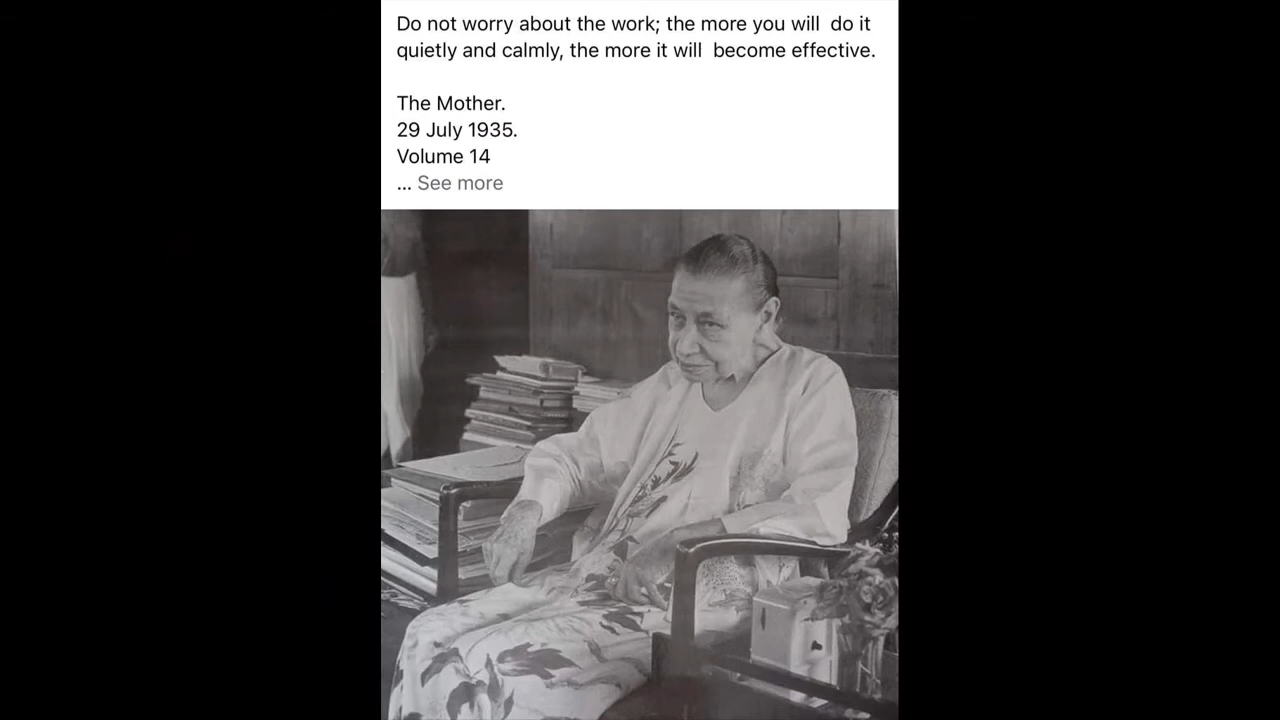 Do not worry about the work; the more you will  do it
quietly and calmly, the more it will  become effective.
The Mother.
29 July 1935.
Volume 14
... See more